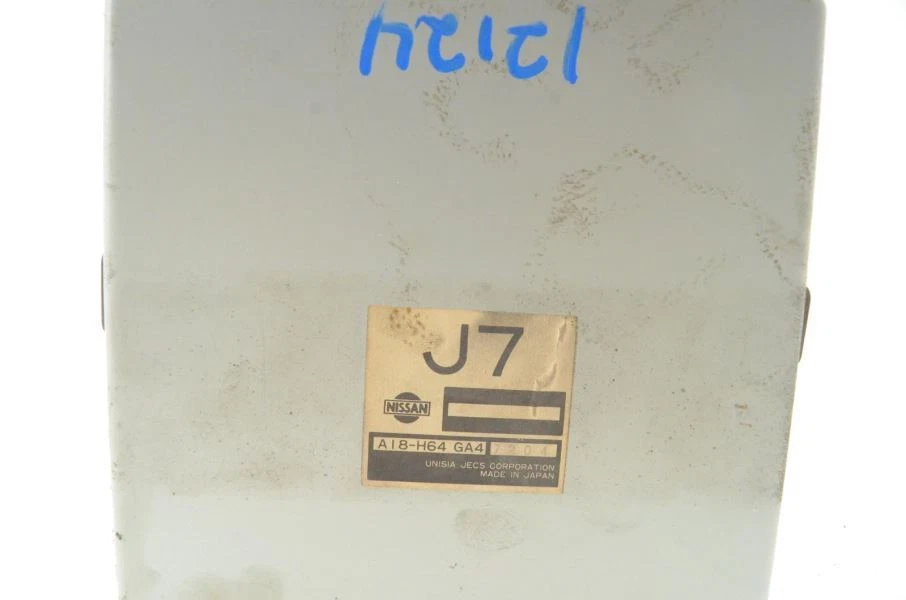 12124
J7
NISSAN
A18-H64 GA4
UNISIA JECS CORPORATION
MADE IN JAPAN